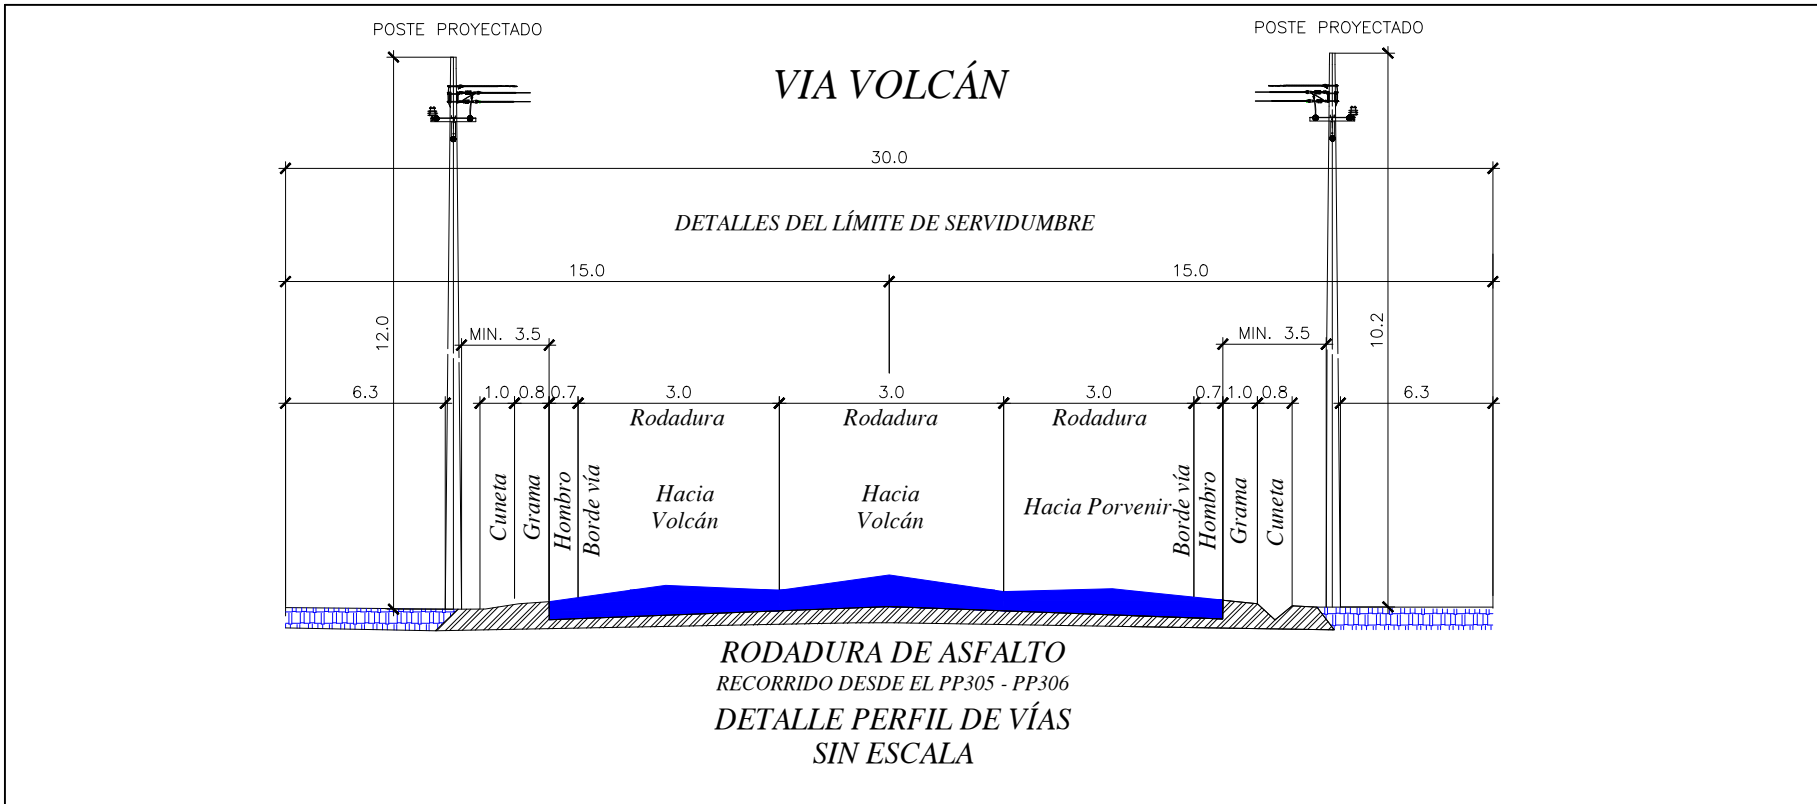 POSTE PROYECTADO
POSTE PROYECTADO
VIA VOLCÁN
30.0
DETALLES DEL LÍMITE DE SERVIDUMBRE
15.0
15.0
12.0
MIN. 3.5
MIN. 3.5
10.2
6.3
1.0
0.8
0.7
3.0
3.0
3.0
0.7
1.0
0.8
6.3
Rodadura
Rodadura
Rodadura
Cuneta
Grama
Hombro
Borde vía
Hacia
Volcán
Hacia
Volcán
Hacia Porvenir
Borde vía
Hombro
Grama
Cuneta
RODADURA DE ASFALTO
RECORRIDO DESDE EL PP305 - PP306
DETALLE PERFIL DE VÍAS
SIN ESCALA